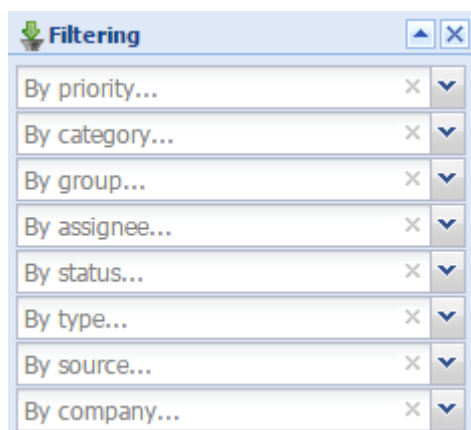 Filtering
By priority...
By category...
By group...
By assignee...
By status...
By type...
By source...
By company...